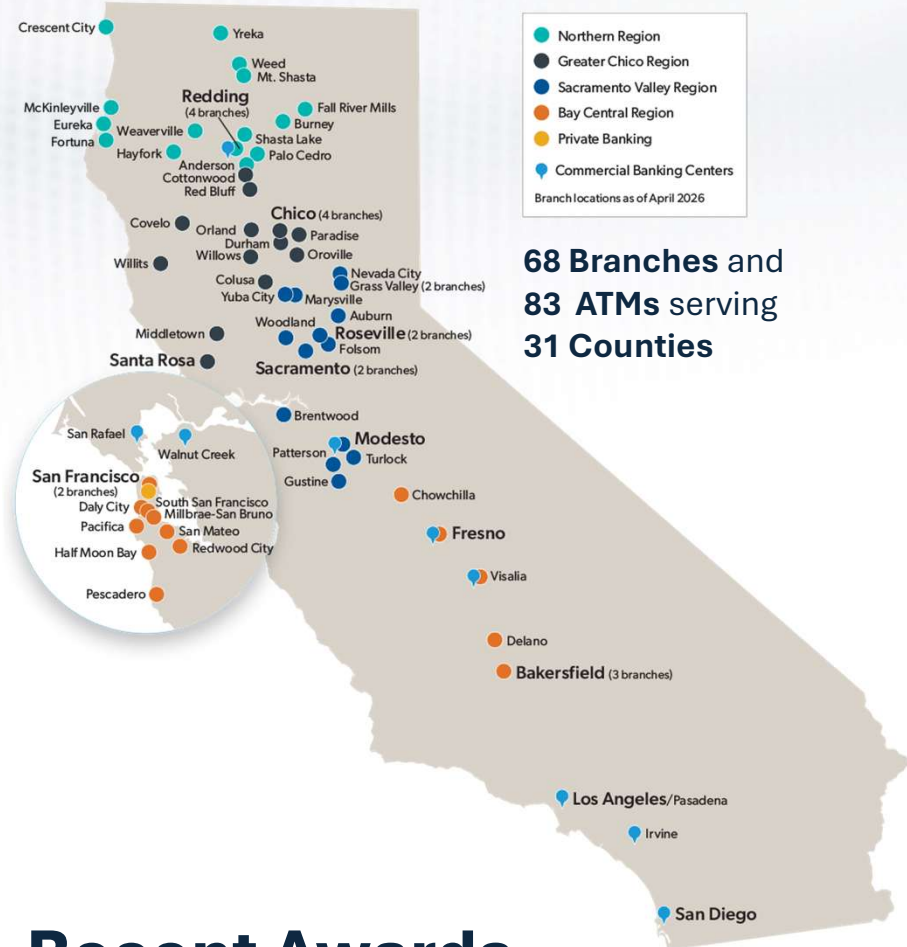 Crescent City
Yreka
Weed
Mt. Shasta
Redding
(4 branches)
McKinleyville
Eureka
Fortuna
Weaverville
Hayfork
Fall River Mills
Burney
Shasta Lake
Palo Cedro
Anderson
Cottonwood
Red Bluff
Covelo
Chico (4 branches)
Orland
Durham
Paradise
Willows
Oroville
Willits
Colusa
Nevada City
Grass Valley (2 branches)
Yuba City
Marysville
Auburn
Woodland
Middletown
Roseville (2 branches)
Folsom
Santa Rosa
Sacramento (2 branches)
Brentwood
San Rafael
Walnut Creek
Modesto
Patterson
Turlock
Gustine
San Francisco
(2 branches)
Daly City
South San Francisco
Millbrae-San Bruno
Pacifica
San Mateo
Half Moon Bay
Redwood City
Pescadero
Chowchilla
Fresno
Visalia
Delano
Bakersfield (3 branches)
Los Angeles/Pasadena
Irvine
San Diego
Northern Region
Greater Chico Region
Sacramento Valley Region
Bay Central Region
Private Banking
Commercial Banking Centers
Branch locations as of April 2026
68 Branches and
83 ATMs serving
31 Counties
Recent Awards